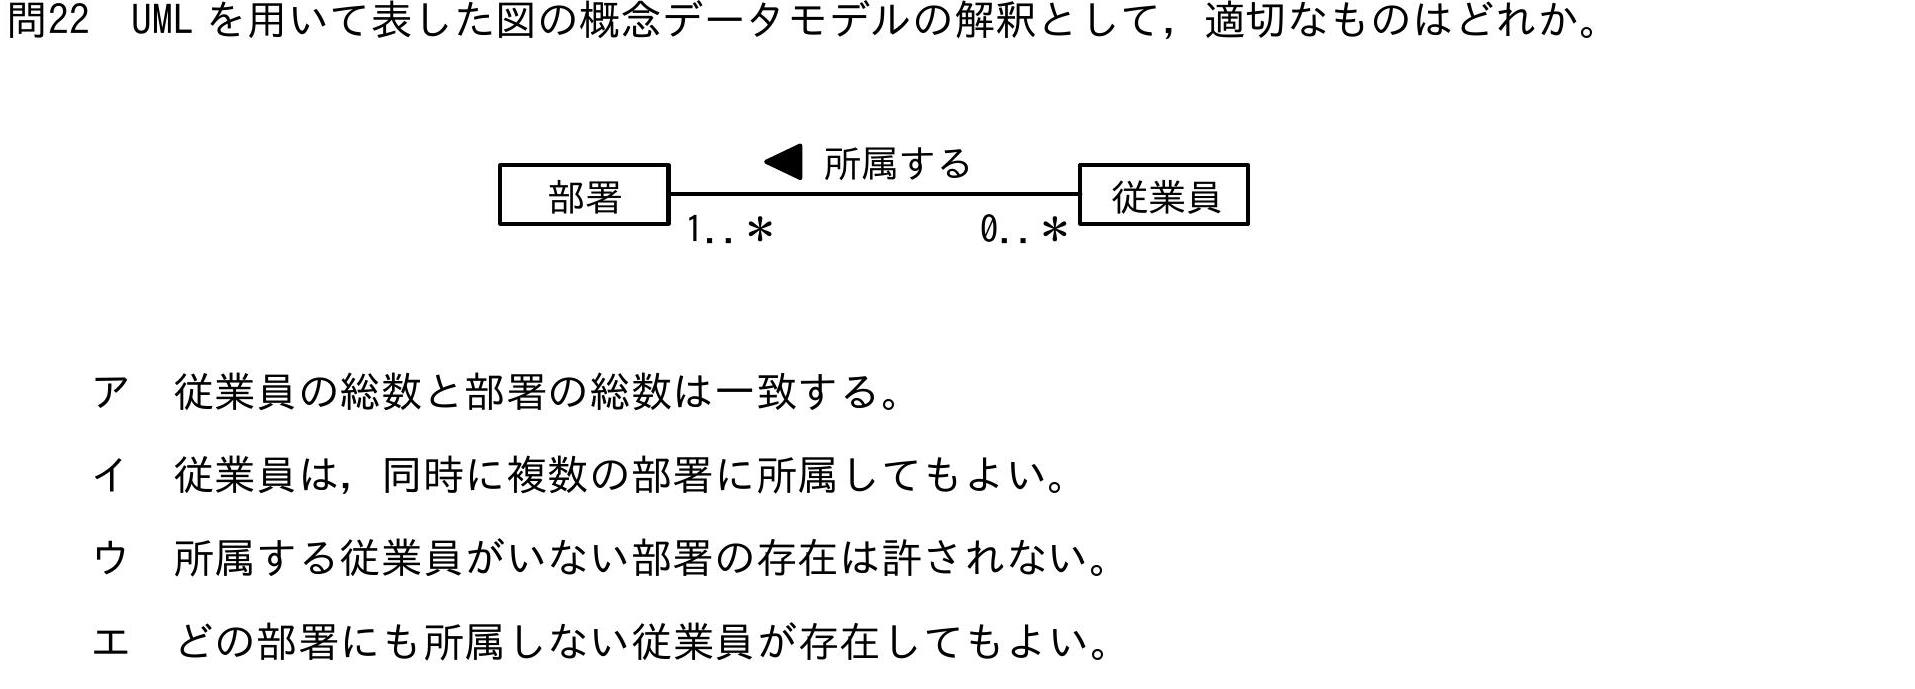 問22　UML を用いて表した図の概念データモデルの解釈として，適切なものはどれか。
◀ 所属する
部署
従業員
1..*
0..*
ア　従業員の総数と部署の総数は一致する。
イ　従業員は，同時に複数の部署に所属してもよい。
ウ　所属する従業員がいない部署の存在は許されない。
エ　どの部署にも所属しない従業員が存在してもよい。